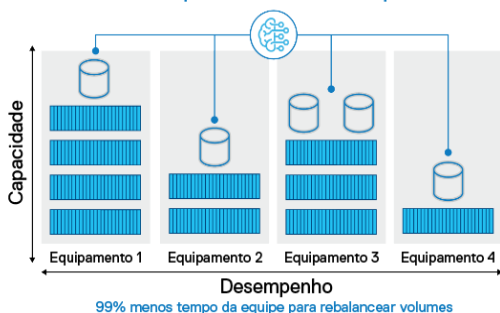 Capacidade
Equipamento 1
Equipamento 2
Equipamento 3
Equipamento 4
Desempenho
99% menos tempo da equipe para rebalancear volumes